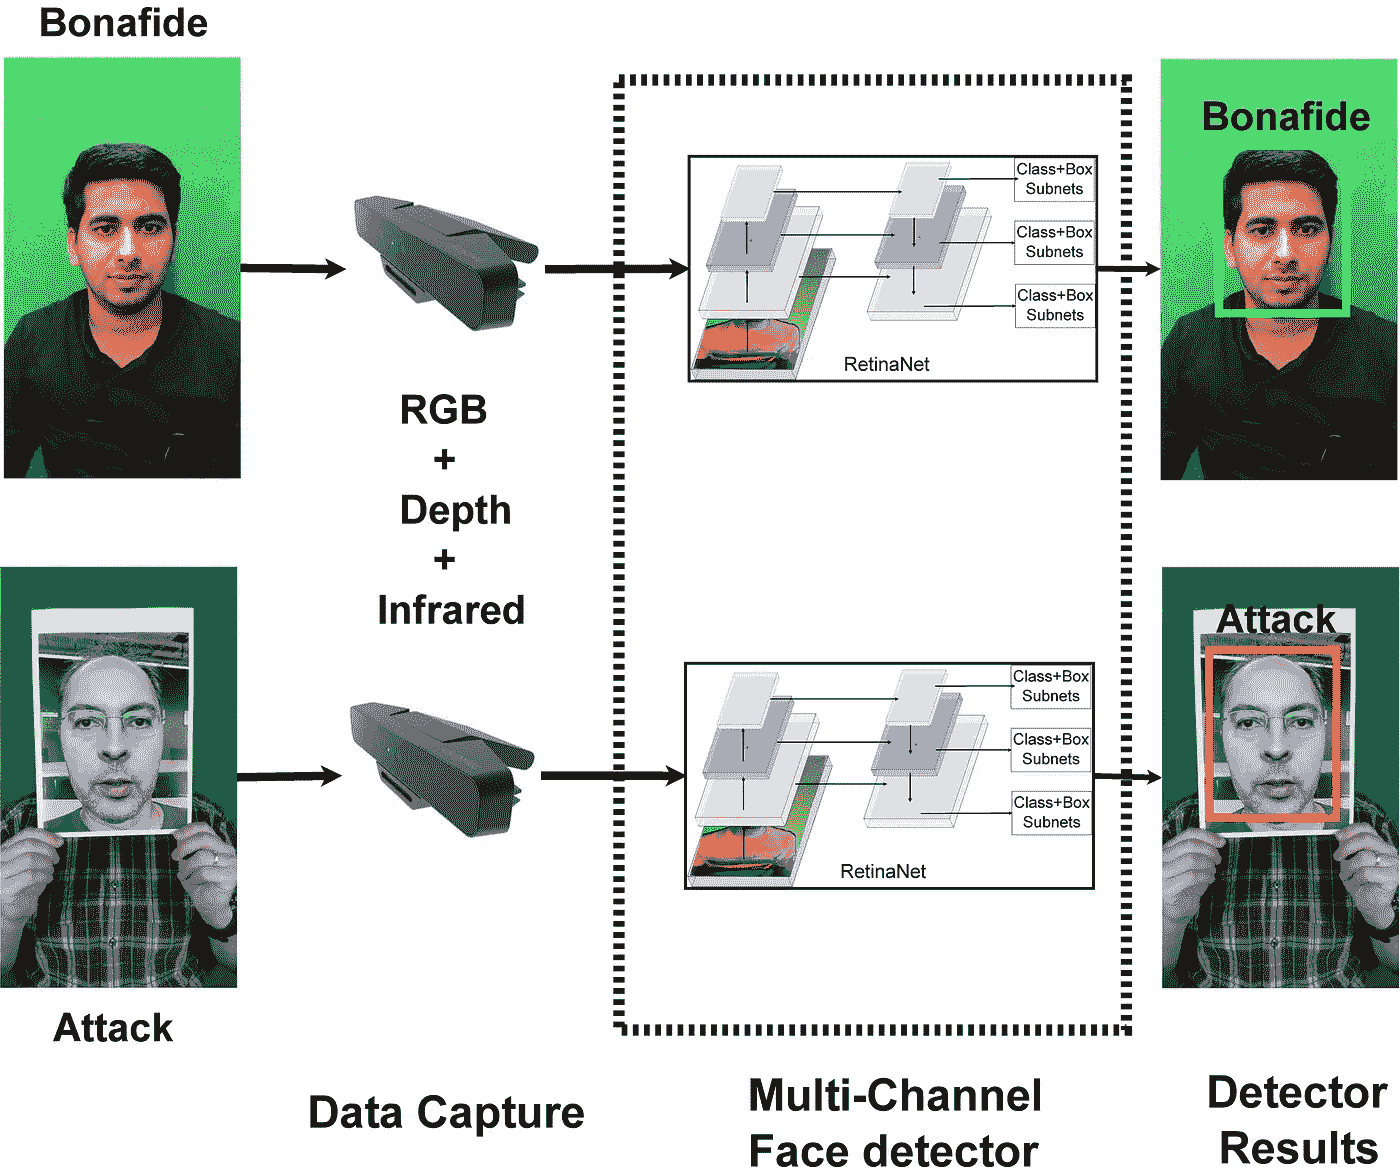 Bonafide
Bonafide
Class+Box
Subnets
Class+Box
Subnets
Class+Box
Subnets
RetinaNet
RGB
+
Depth
+
Infrared
Attack
Class+Box
Subnets
Class+Box
Subnets
Class+Box
Subnets
RetinaNet
Attack
Data Capture
Multi-Channel
Face detector
Detector
Results